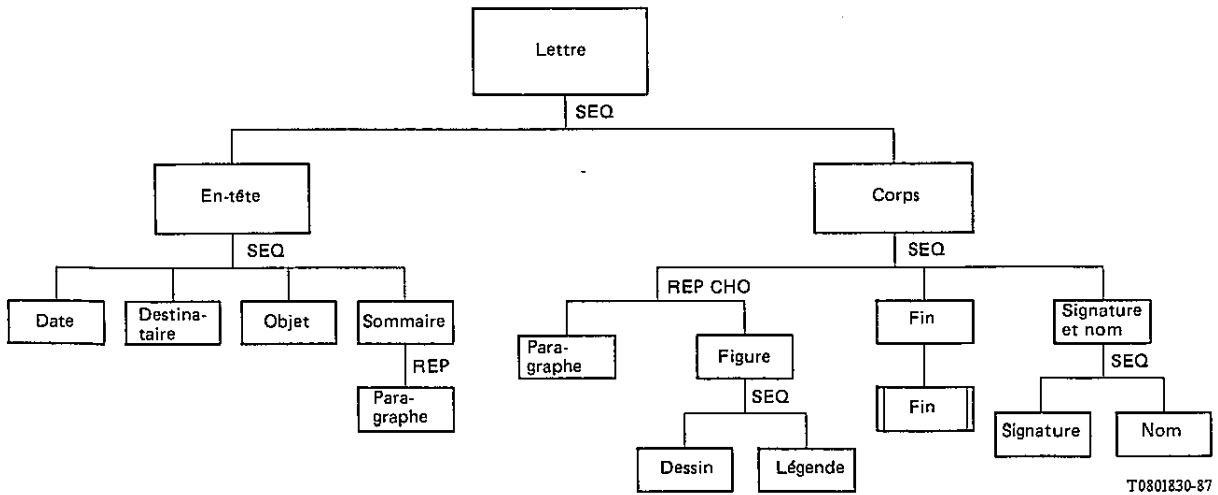 Lettre
SEQ
En-tête
Corps
SEQ
SEQ
REP CHO
Date
Destina-
taire
Objet
Sommaire
Fin
Signature
et nom
Para-
graphe
Figure
REP
SEQ
Para-
graphe
SEQ
Fin
Signature
Nom
Dessin
Légende
T0801830-87